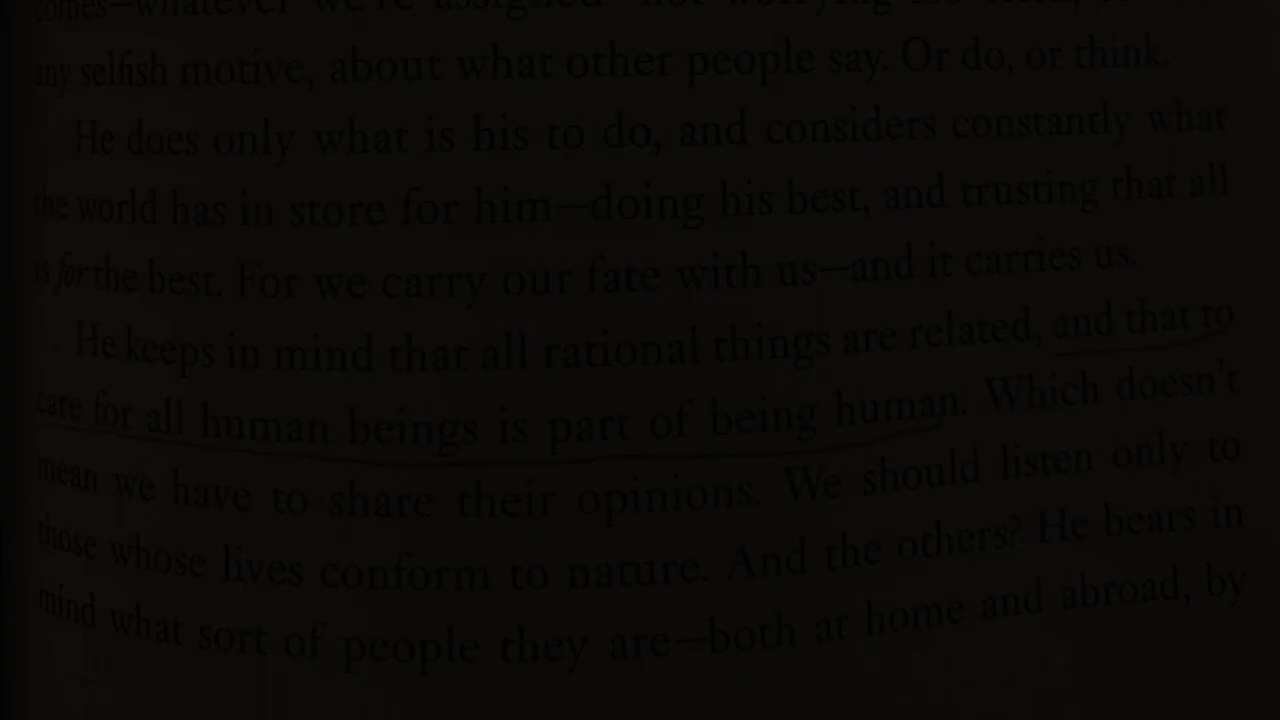 comes—whatever we're assigned—not worrying too often, or
any selfish motive, about what other people say. Or do, or think.
He does only what is his to do, and considers constantly what
the world has in store for him—doing his best, and trusting that all
is for the best. For we carry our fate with us—and it carries us.
He keeps in mind that all rational things are related, and that to
care for all human beings is part of being human. Which doesn't
mean we have to share their opinions. We should listen only to
those whose lives conform to nature. And the others? He bears in
mind what sort of people they are—both at home and abroad, by